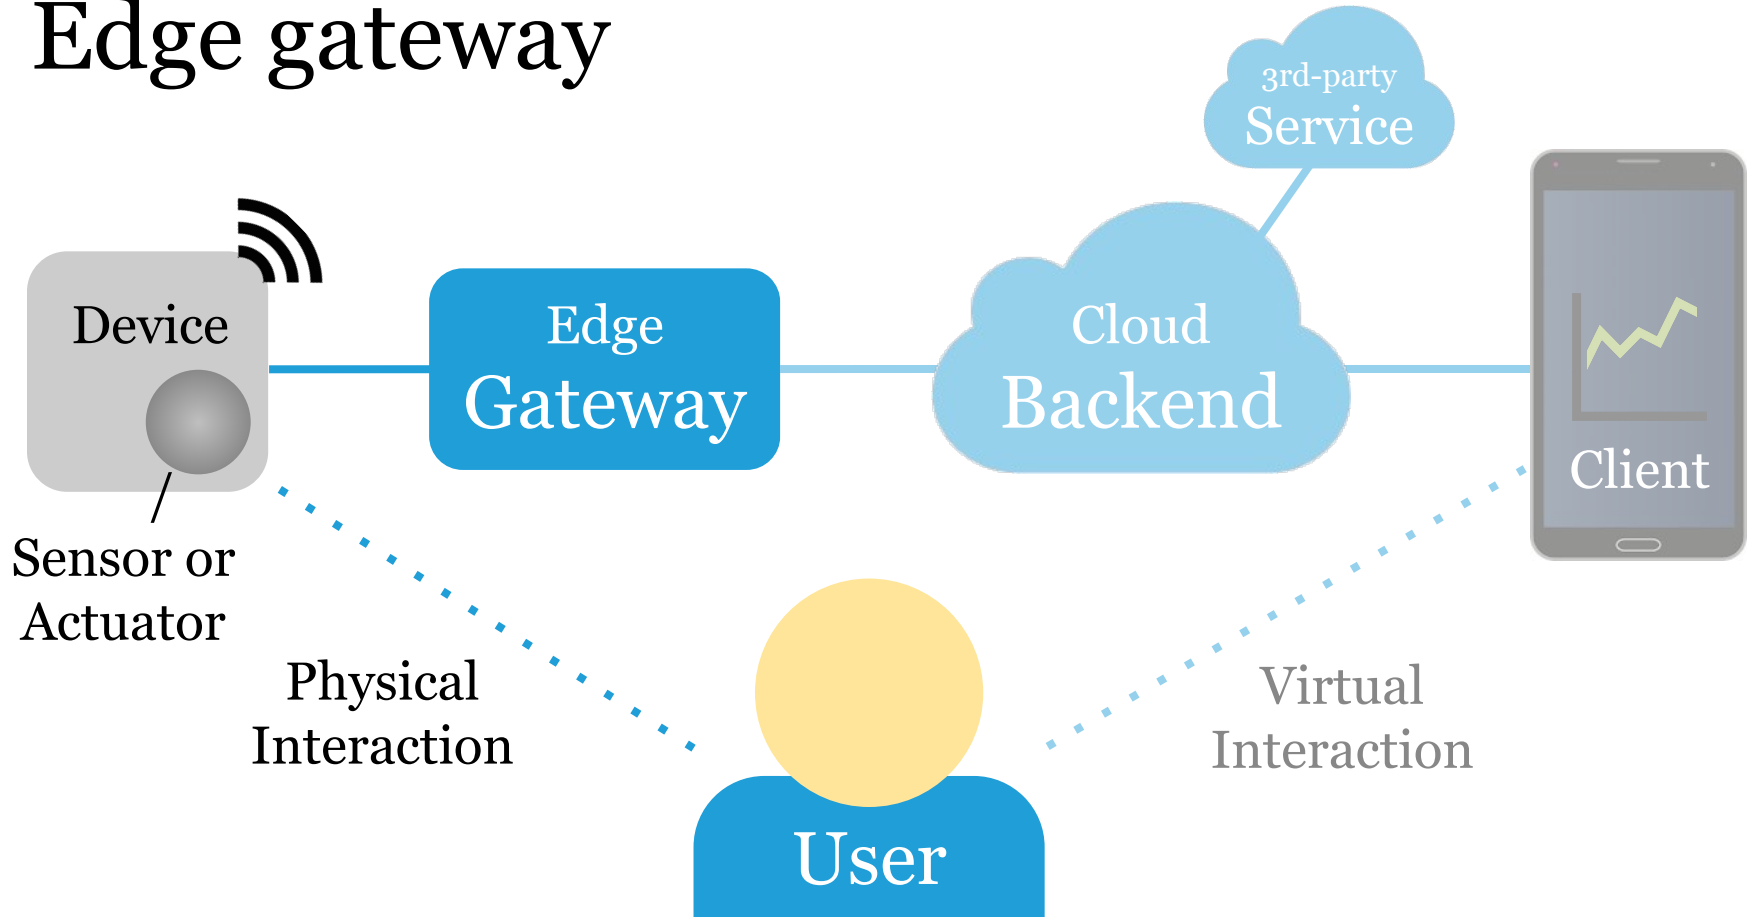 Edge gateway
3rd-party
Service
Device
Edge
Gateway
Cloud
Backend
Client
Sensor or
Actuator
Physical
Interaction
Virtual
Interaction
User